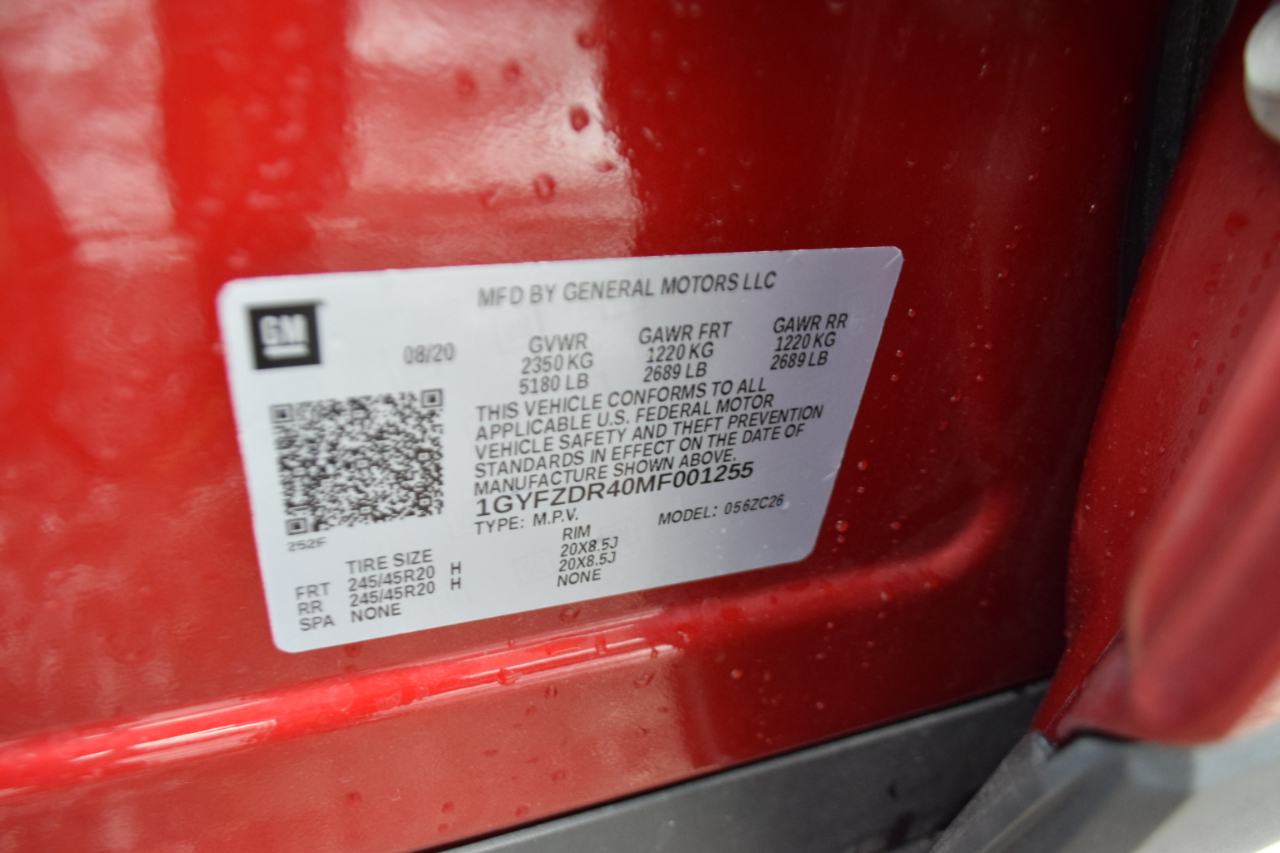 MFD BY GENERAL MOTORS LLC
GM
08/20
GVWR GAWR FRT GAWR RR
2350 KG 1220 KG 1220 KG
5180 LB 2689 LB 2689 LB
THIS VEHICLE CONFORMS TO ALL
APPLICABLE U.S. FEDERAL MOTOR
VEHICLE SAFETY AND THEFT PREVENTION
STANDARDS IN EFFECT ON THE DATE OF
MANUFACTURE SHOWN ABOVE.
1GYFZDR40MF001255
TYPE: M.P.V. MODEL: 056ZC26
252F
TIRE SIZE RIM
FRT 245/45R20 H 20X8.5J
RR 245/45R20 H 20X8.5J
SPA NONE NONE